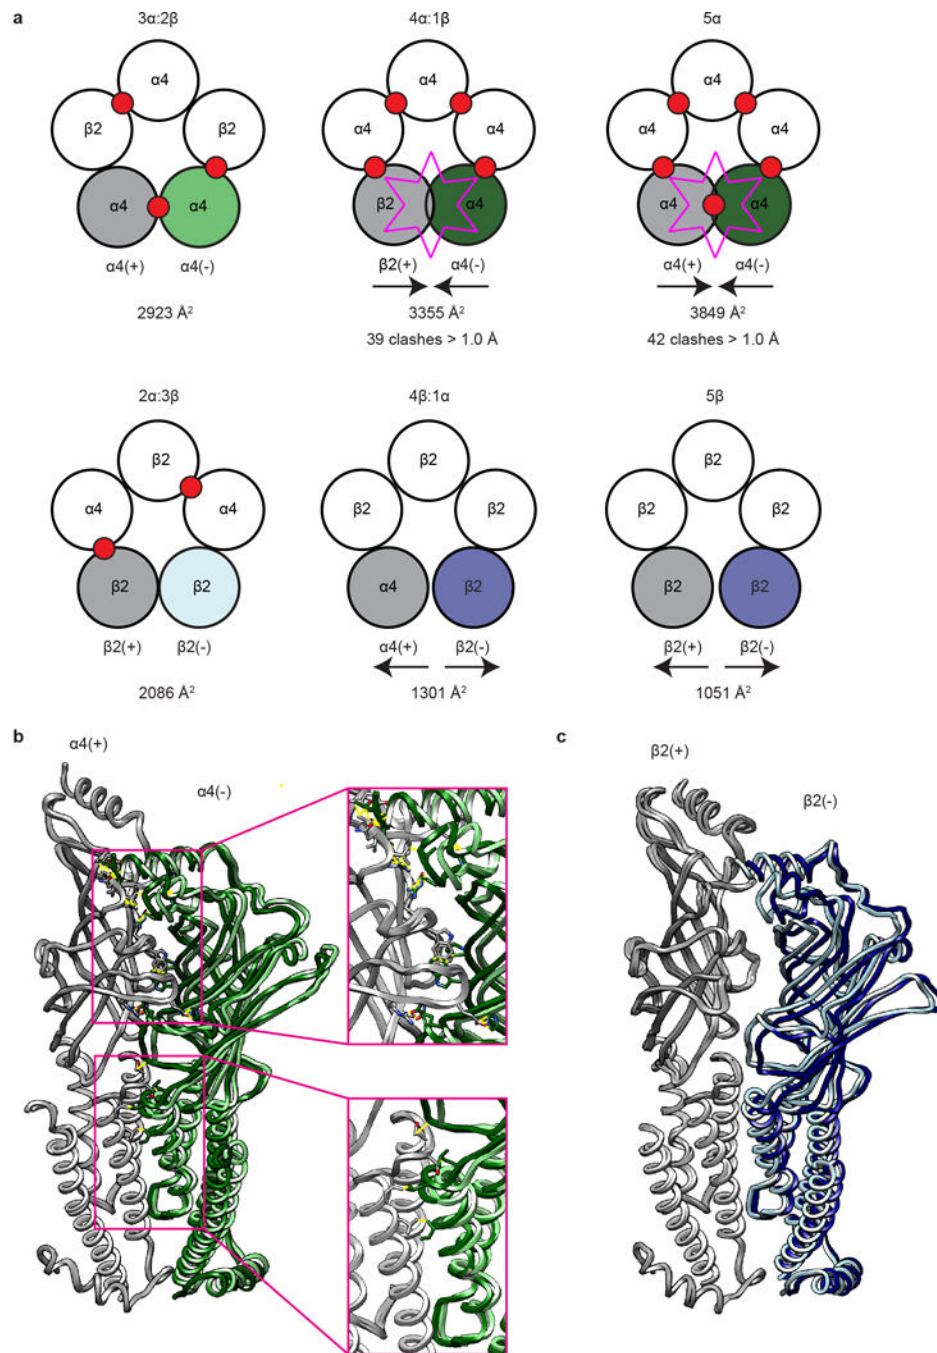 a
3α:2β
4α:1β
5α
α4
α4
α4
β2
β2
α4
α4
α4
α4
α4
α4
β2
α4
α4
α4
α4(+)
α4(-)
β2(+)
α4(-)
α4(+)
α4(-)
2923 Å²
3355 Å²
3849 Å²
39 clashes > 1.0 Å
42 clashes > 1.0 Å
2α:3β
4β:1α
5β
β2
β2
β2
α4
α4
β2
β2
β2
β2
β2
β2
α4
β2
β2
β2
β2(+)
β2(-)
α4(+)
β2(-)
β2(+)
β2(-)
2086 Å²
1301 Å²
1051 Å²
b
α4(+)
α4(-)
c
β2(+)
β2(-)